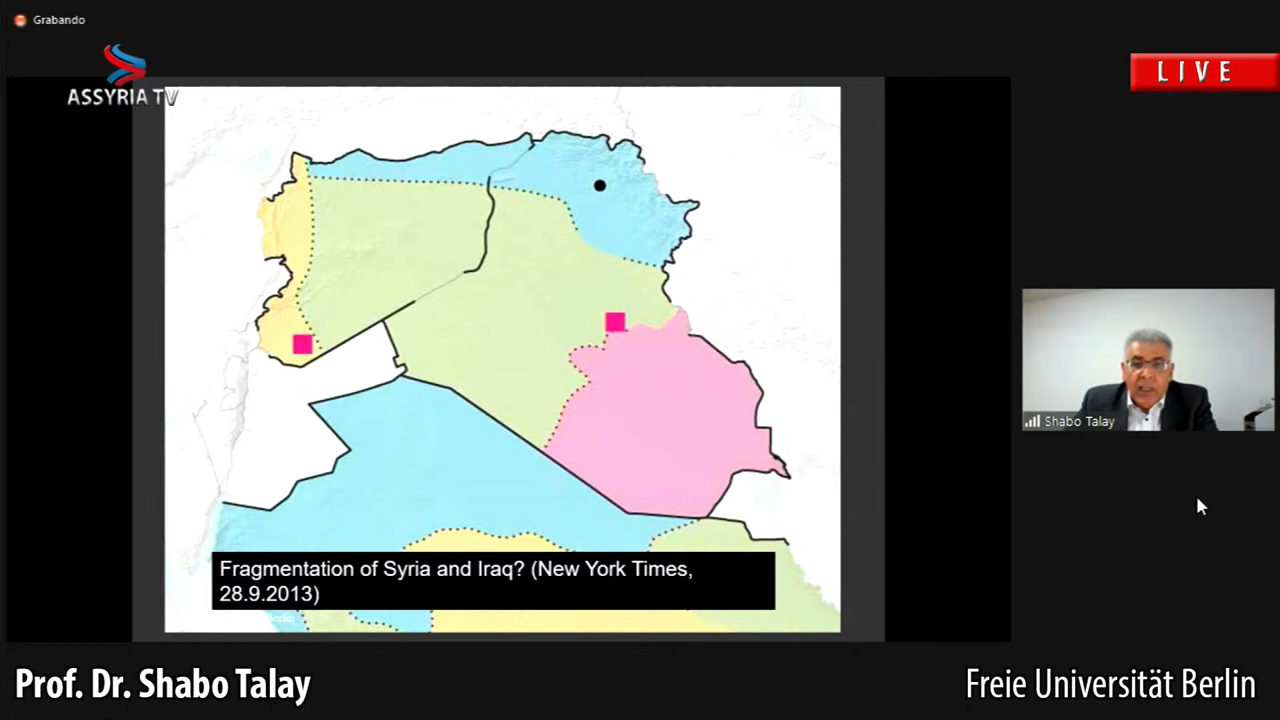 Grabando
ASSYRIA TV
LIVE
Fragmentation of Syria and Iraq? (New York Times,
28.9.2013)
Shabo Talay
Prof. Dr. Shabo Talay
Freie Universität Berlin